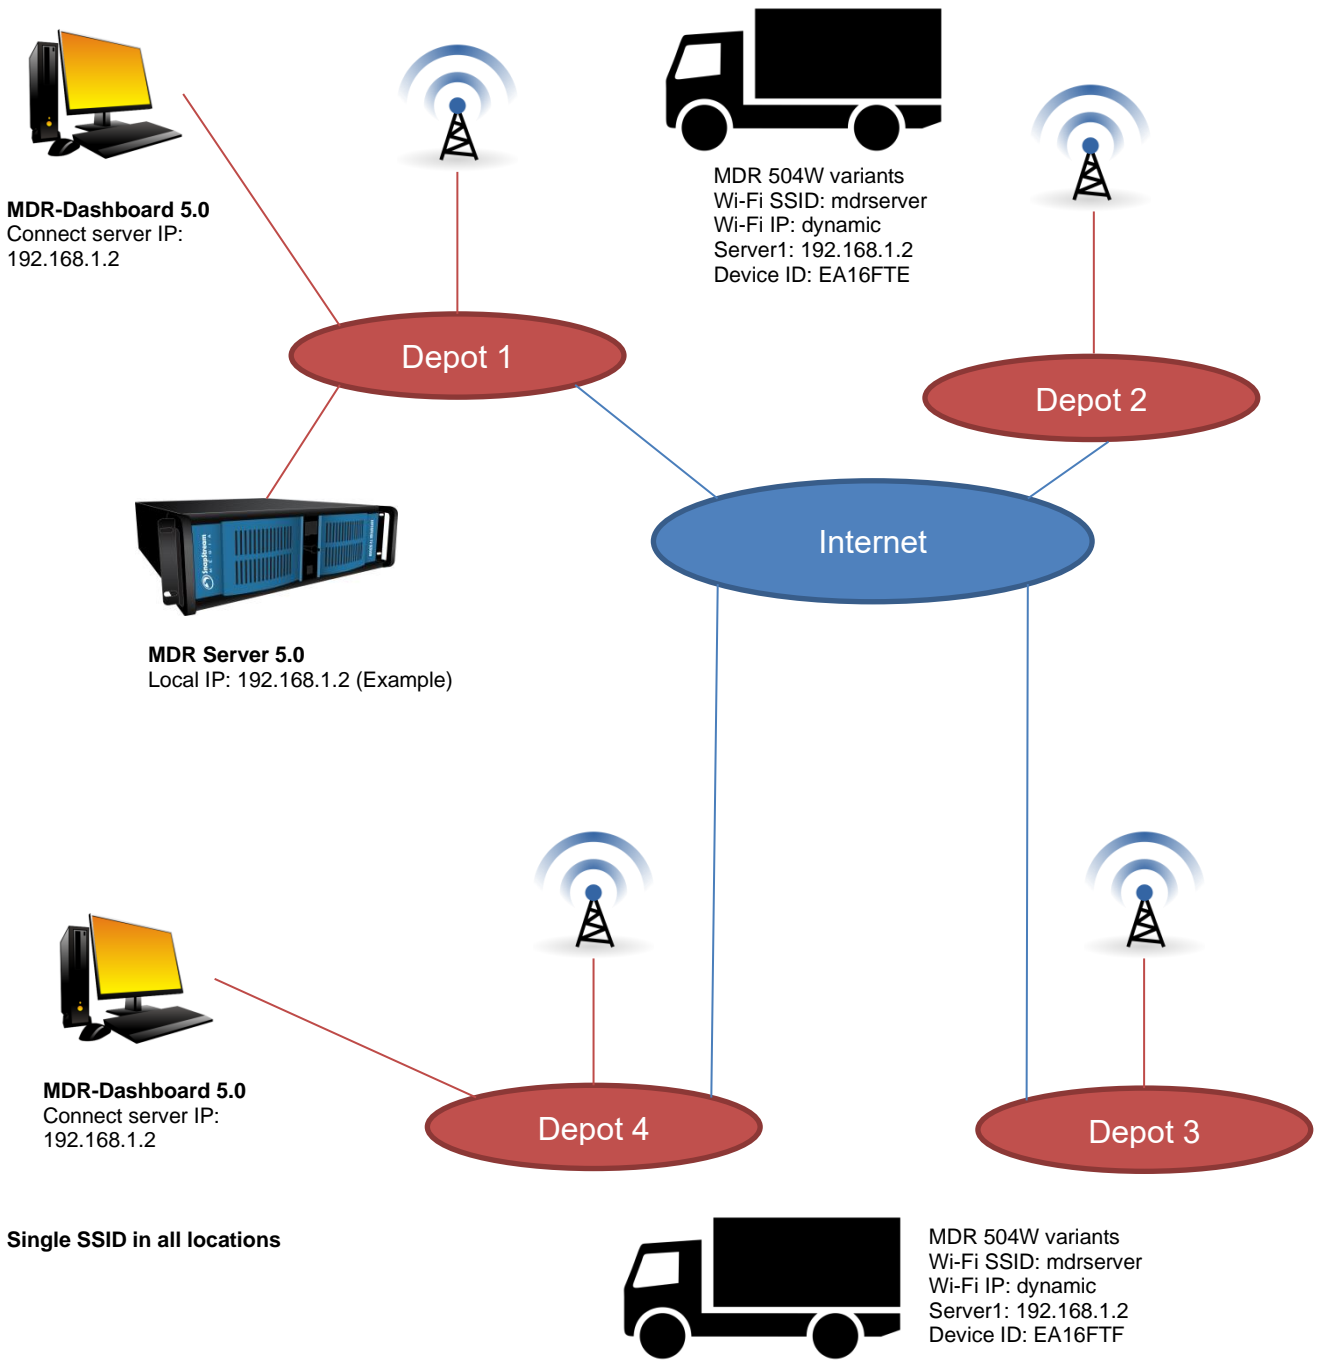 MDR-Dashboard 5.0
Connect server IP:
192.168.1.2
MDR 504W variants
Wi-Fi SSID: mdrserver
Wi-Fi IP: dynamic
Server1: 192.168.1.2
Device ID: EA16FTE
Depot 1
Depot 2
Internet
SnapStream
MDR Server 5.0
Local IP: 192.168.1.2 (Example)
MDR-Dashboard 5.0
Connect server IP:
192.168.1.2
Depot 4
Depot 3
Single SSID in all locations
MDR 504W variants
Wi-Fi SSID: mdrserver
Wi-Fi IP: dynamic
Server1: 192.168.1.2
Device ID: EA16FTF